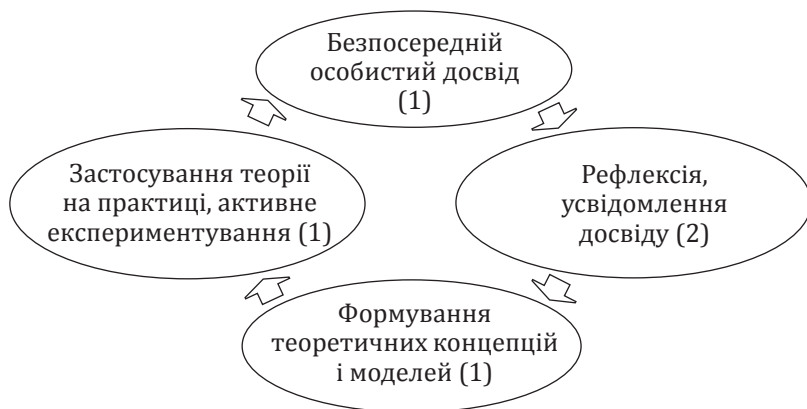 Безпосередній
особистий досвід
(1)
Застосування теорії
на практиці, активне
експериментування (1)
Рефлексія,
усвідомлення
досвіду (2)
Формування
теоретичних концепцій
і моделей (1)